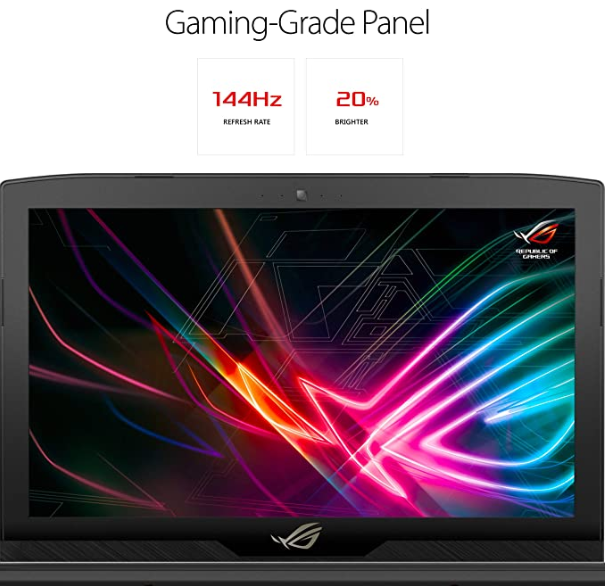 Gaming-Grade Panel
144Hz
REFRESH RATE
20%
BRIGHTER
REPUBLIC OF
GAMERS